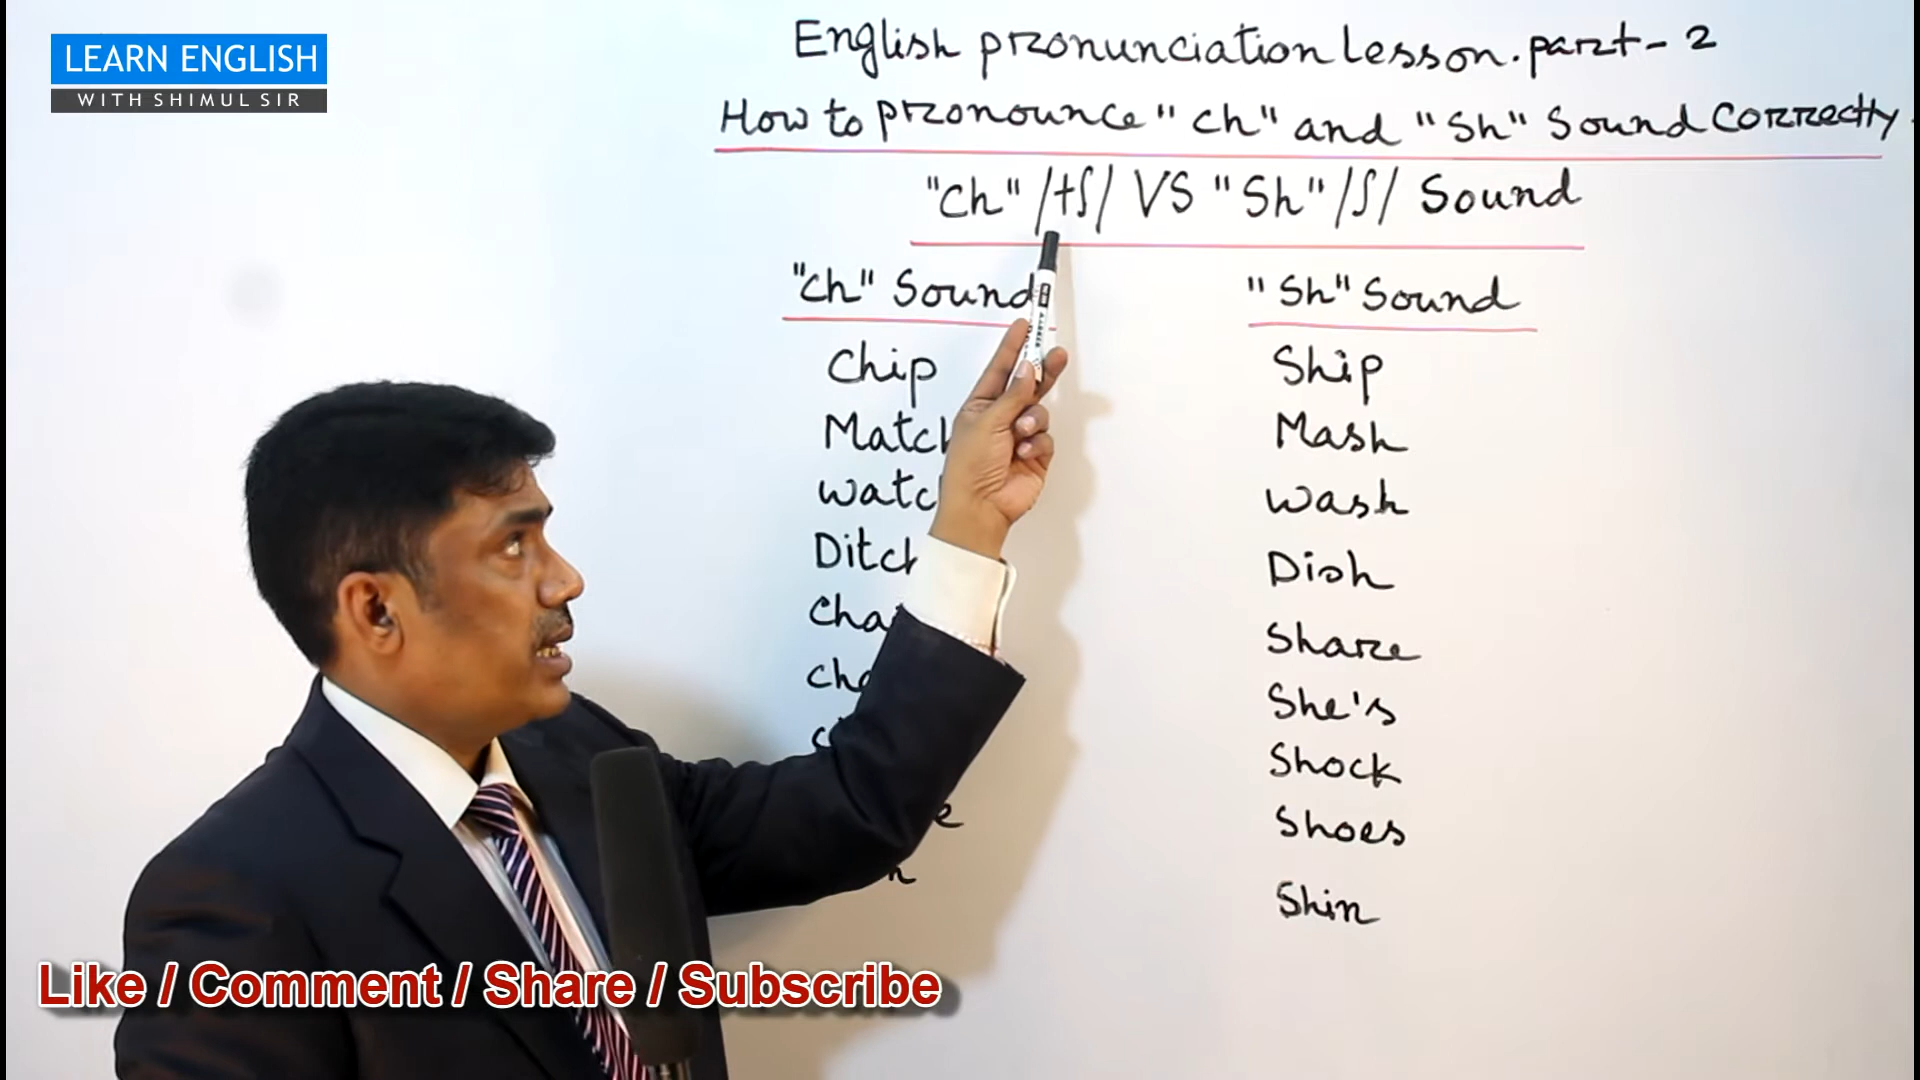 LEARN ENGLISH
WITH SHIMUL SIR
English pronunciation lesson. part - 2
How to pronounce "ch" and "Sh" Sound Correctly.
"Ch" /tʃ/ VS "Sh" /ʃ/ Sound
"Ch" Sound
"Sh" Sound
Chip
Ship
Mash
Wash
Dish
Share
She's
Shock
Shoes
Shin
Like / Comment / Share / Subscribe